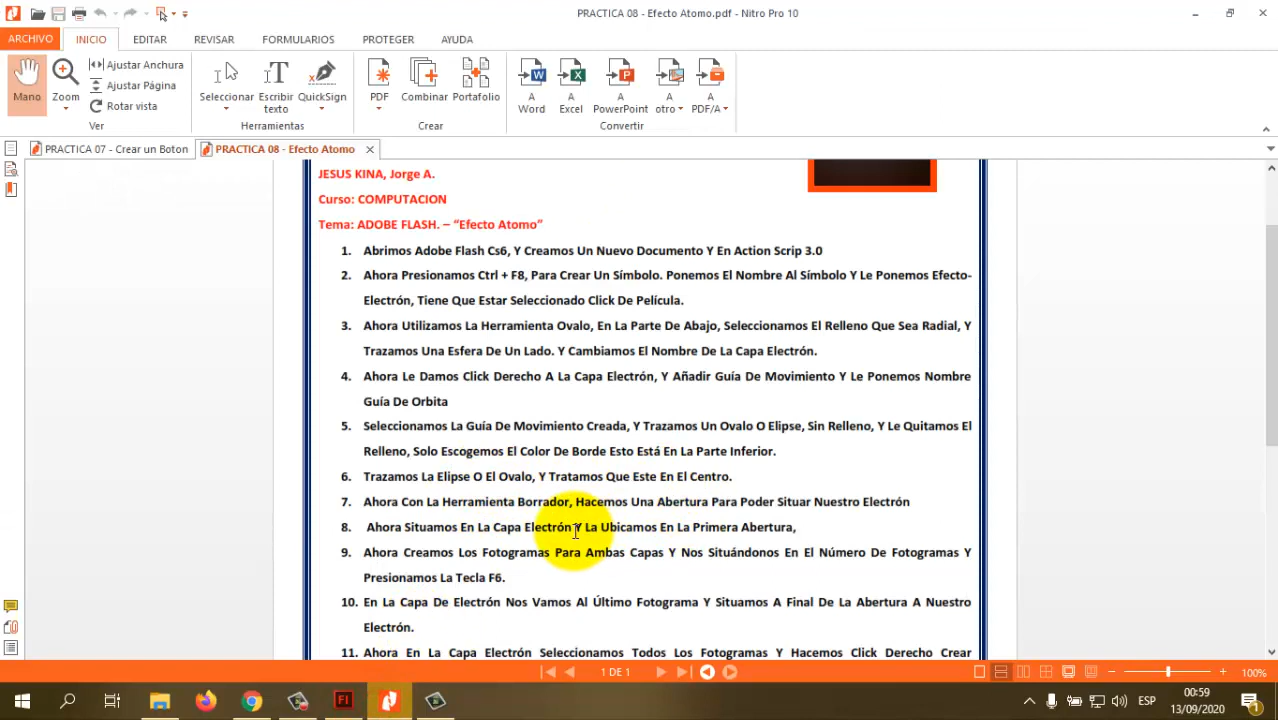 PRACTICA 08 - Efecto Atomo.pdf - Nitro Pro 10
ARCHIVO INICIO EDITAR REVISAR FORMULARIOS PROTEGER AYUDA
Mano
Zoom
Ajustar Anchura
Ajustar Página
Rotar vista
Seleccionar
Escribir texto
QuickSign
PDF
Combinar
Portafolio
A Word
A Excel
A PowerPoint
A otro
A PDF/A
Ver Herramientas Crear Convertir
PRACTICA 07 - Crear un Boton PRACTICA 08 - Efecto Atomo
JESUS KINA, Jorge A.
Curso: COMPUTACION
Tema: ADOBE FLASH. – “Efecto Atomo”
1. Abrimos Adobe Flash Cs6, Y Creamos Un Nuevo Documento Y En Action Scrip 3.0
2. Ahora Presionamos Ctrl + F8, Para Crear Un Símbolo. Ponemos El Nombre Al Símbolo Y Le Ponemos Efecto-
Electrón, Tiene Que Estar Seleccionado Click De Película.
3. Ahora Utilizamos La Herramienta Ovalo, En La Parte De Abajo, Seleccionamos El Relleno Que Sea Radial, Y
Trazamos Una Esfera De Un Lado. Y Cambiamos El Nombre De La Capa Electrón.
4. Ahora Le Damos Click Derecho A La Capa Electrón, Y Añadir Guía De Movimiento Y Le Ponemos Nombre
Guía De Orbita
5. Seleccionamos La Guía De Movimiento Creada, Y Trazamos Un Ovalo O Elipse, Sin Relleno, Y Le Quitamos El
Relleno, Solo Escogemos El Color De Borde Esto Está En La Parte Inferior.
6. Trazamos La Elipse O El Ovalo, Y Tratamos Que Este En El Centro.
7. Ahora Con La Herramienta Borrador, Hacemos Una Abertura Para Poder Situar Nuestro Electrón
8. Ahora Situamos En La Capa Electrón Y La Ubicamos En La Primera Abertura,
9. Ahora Creamos Los Fotogramas Para Ambas Capas Y Nos Situándonos En El Número De Fotogramas Y
Presionamos La Tecla F6.
10. En La Capa De Electrón Nos Vamos Al Último Fotograma Y Situamos A Final De La Abertura A Nuestro
Electrón.
11. Ahora En La Capa Electrón Seleccionamos Todos Los Fotogramas Y Hacemos Click Derecho Crear
1 DE 1
100%
Fl
ESP
00:59
13/09/2020
1